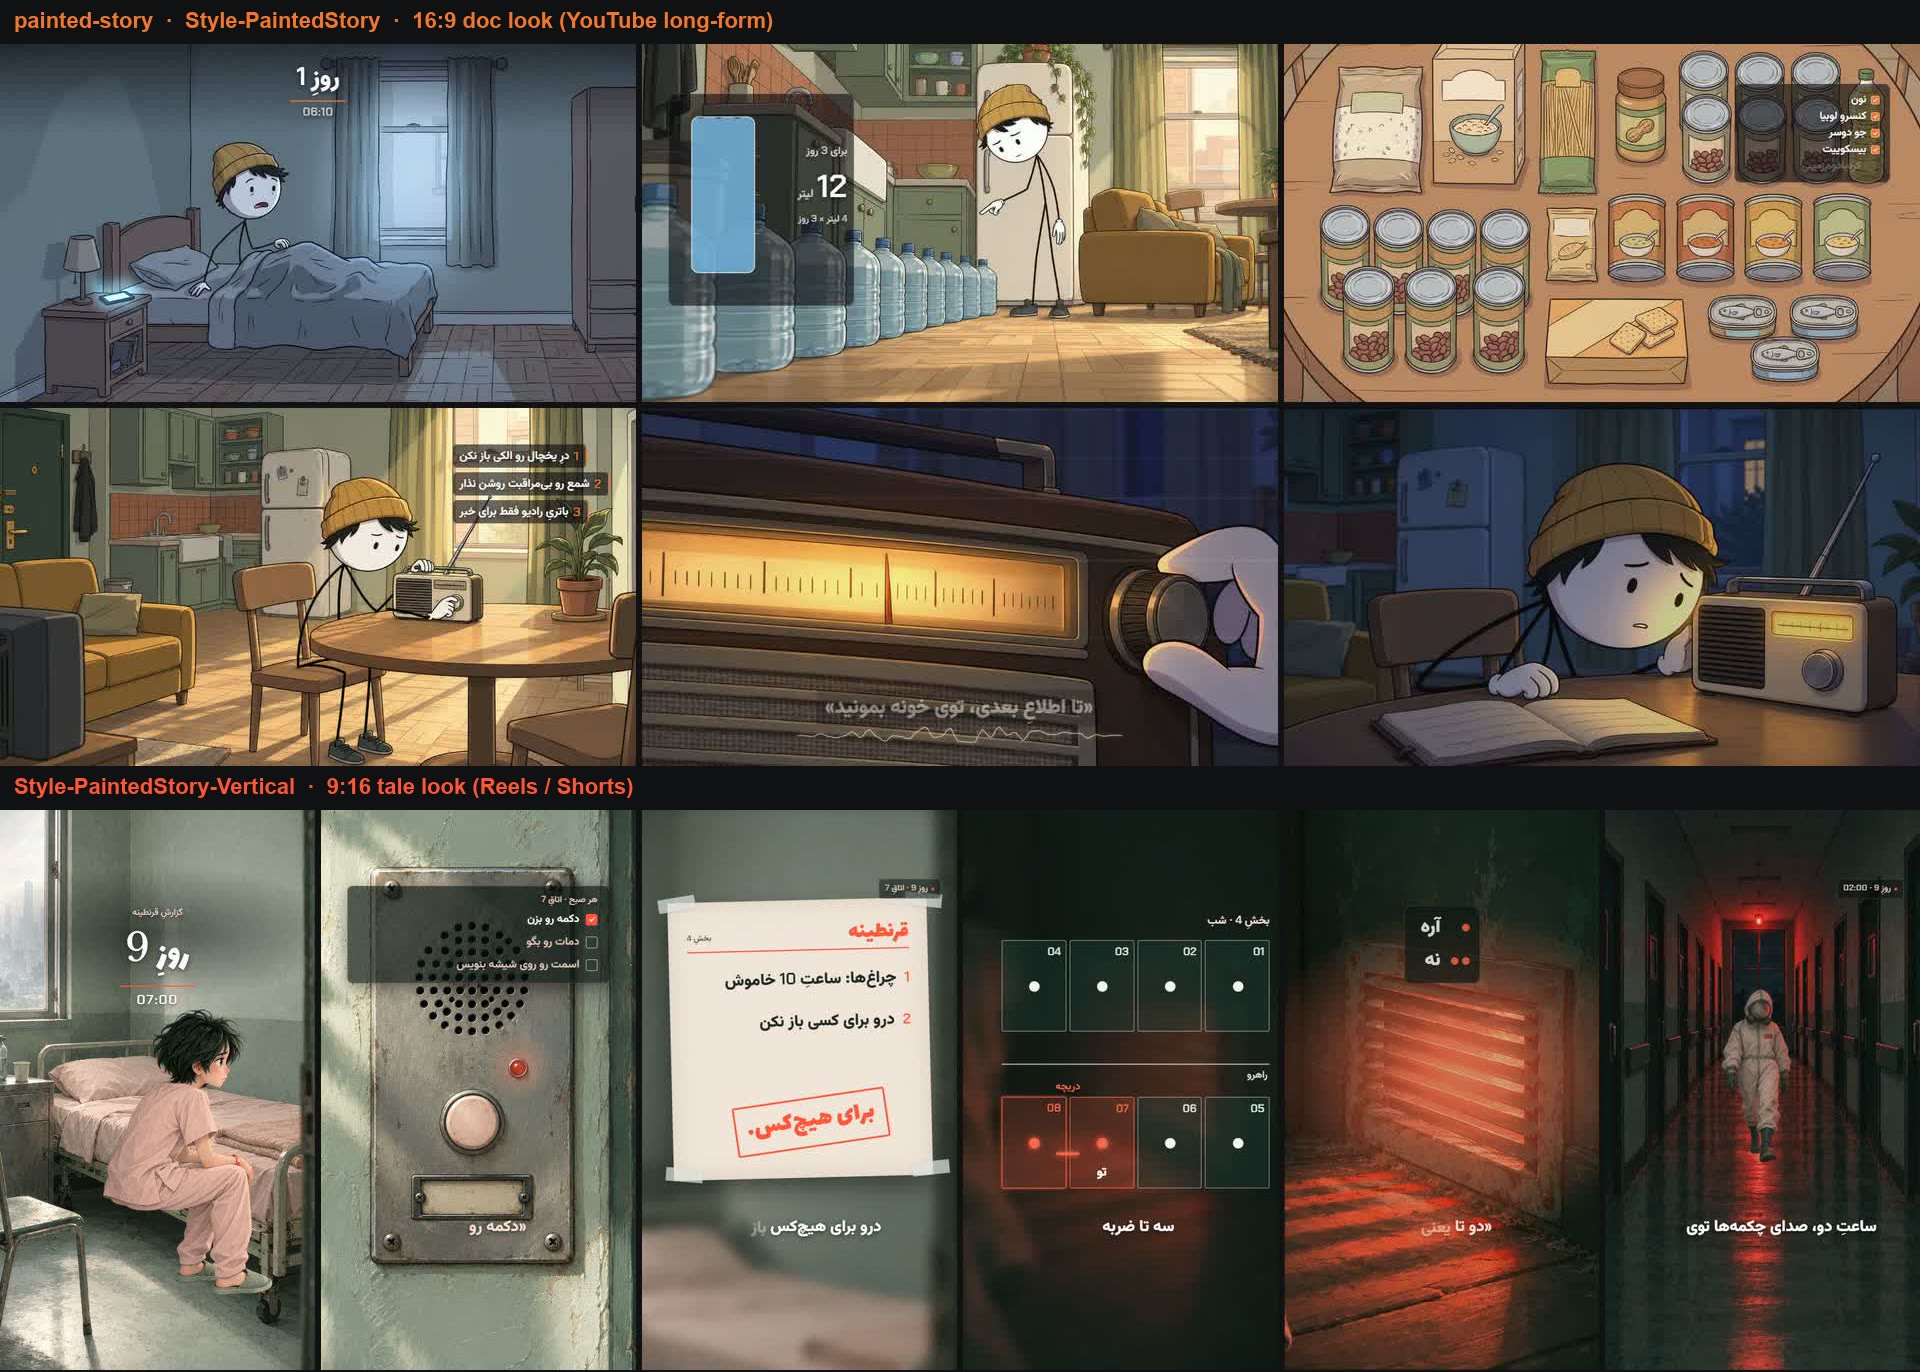 painted-story · Style-PaintedStory · 16:9 doc look (YouTube long-form)
روزِ 1
06:10
برای 3 روز
12 لیتر
4 لیتر × 3 روز
نون
کنسرو لوبیا
جو دوسر
بیسکوییت
1 درِ یخچال رو الکی باز نکن
2 شمع رو بی‌مراقبت روشن نذار
3 باتریِ رادیو فقط برای خبر
«تا اطلاعِ بعدی، توی خونه بمونید»
Style-PaintedStory-Vertical · 9:16 tale look (Reels / Shorts)
گزارشِ قرنطینه
روزِ 9
07:00
هر صبح · اتاقِ 7
دکمه رو بزن
دمات رو بگو
اسمت رو روی شیشه بنویس
«دکمه رو
روز 9 · اتاقِ 7
قرنطینه
بخشِ 4
1 چراغ‌ها: ساعتِ 10 خاموش
2 درو برای کسی باز نکن
برای هیچ‌کس.
درو برای هیچ‌کس باز
بخشِ 4 · شب
01
02
03
04
راهرو
دریچه
05
06
07
08
تو
سه تا ضربه
آره
نه
«دو تا یعنی
روز 9 · 02:00
ساعتِ دو، صدای چکمه‌ها توی